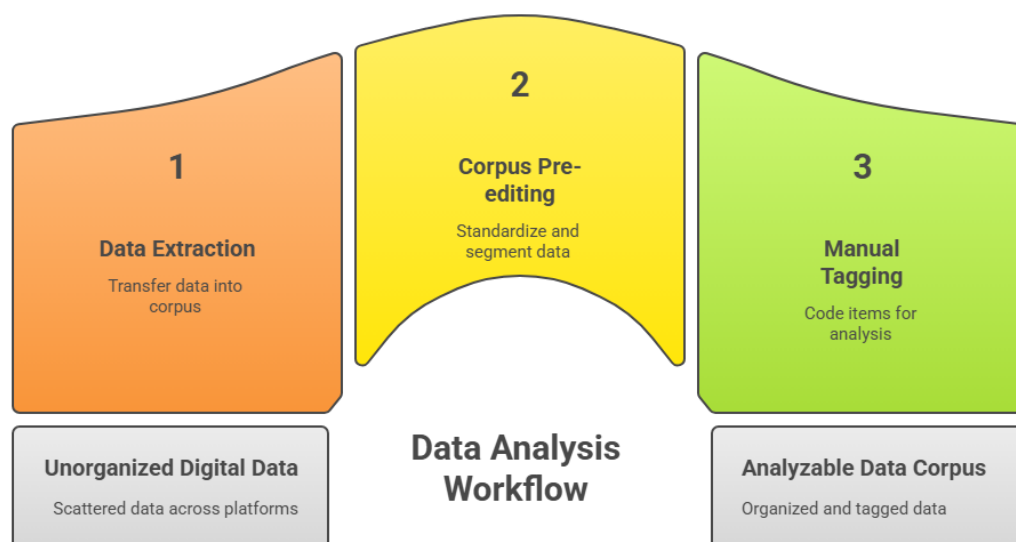 1
Data Extraction
Transfer data into
corpus
2
Corpus Pre-
editing
Standardize and
segment data
3
Manual
Tagging
Code items for
analysis
Unorganized Digital Data
Scattered data across platforms
Data Analysis
Workflow
Analyzable Data Corpus
Organized and tagged data